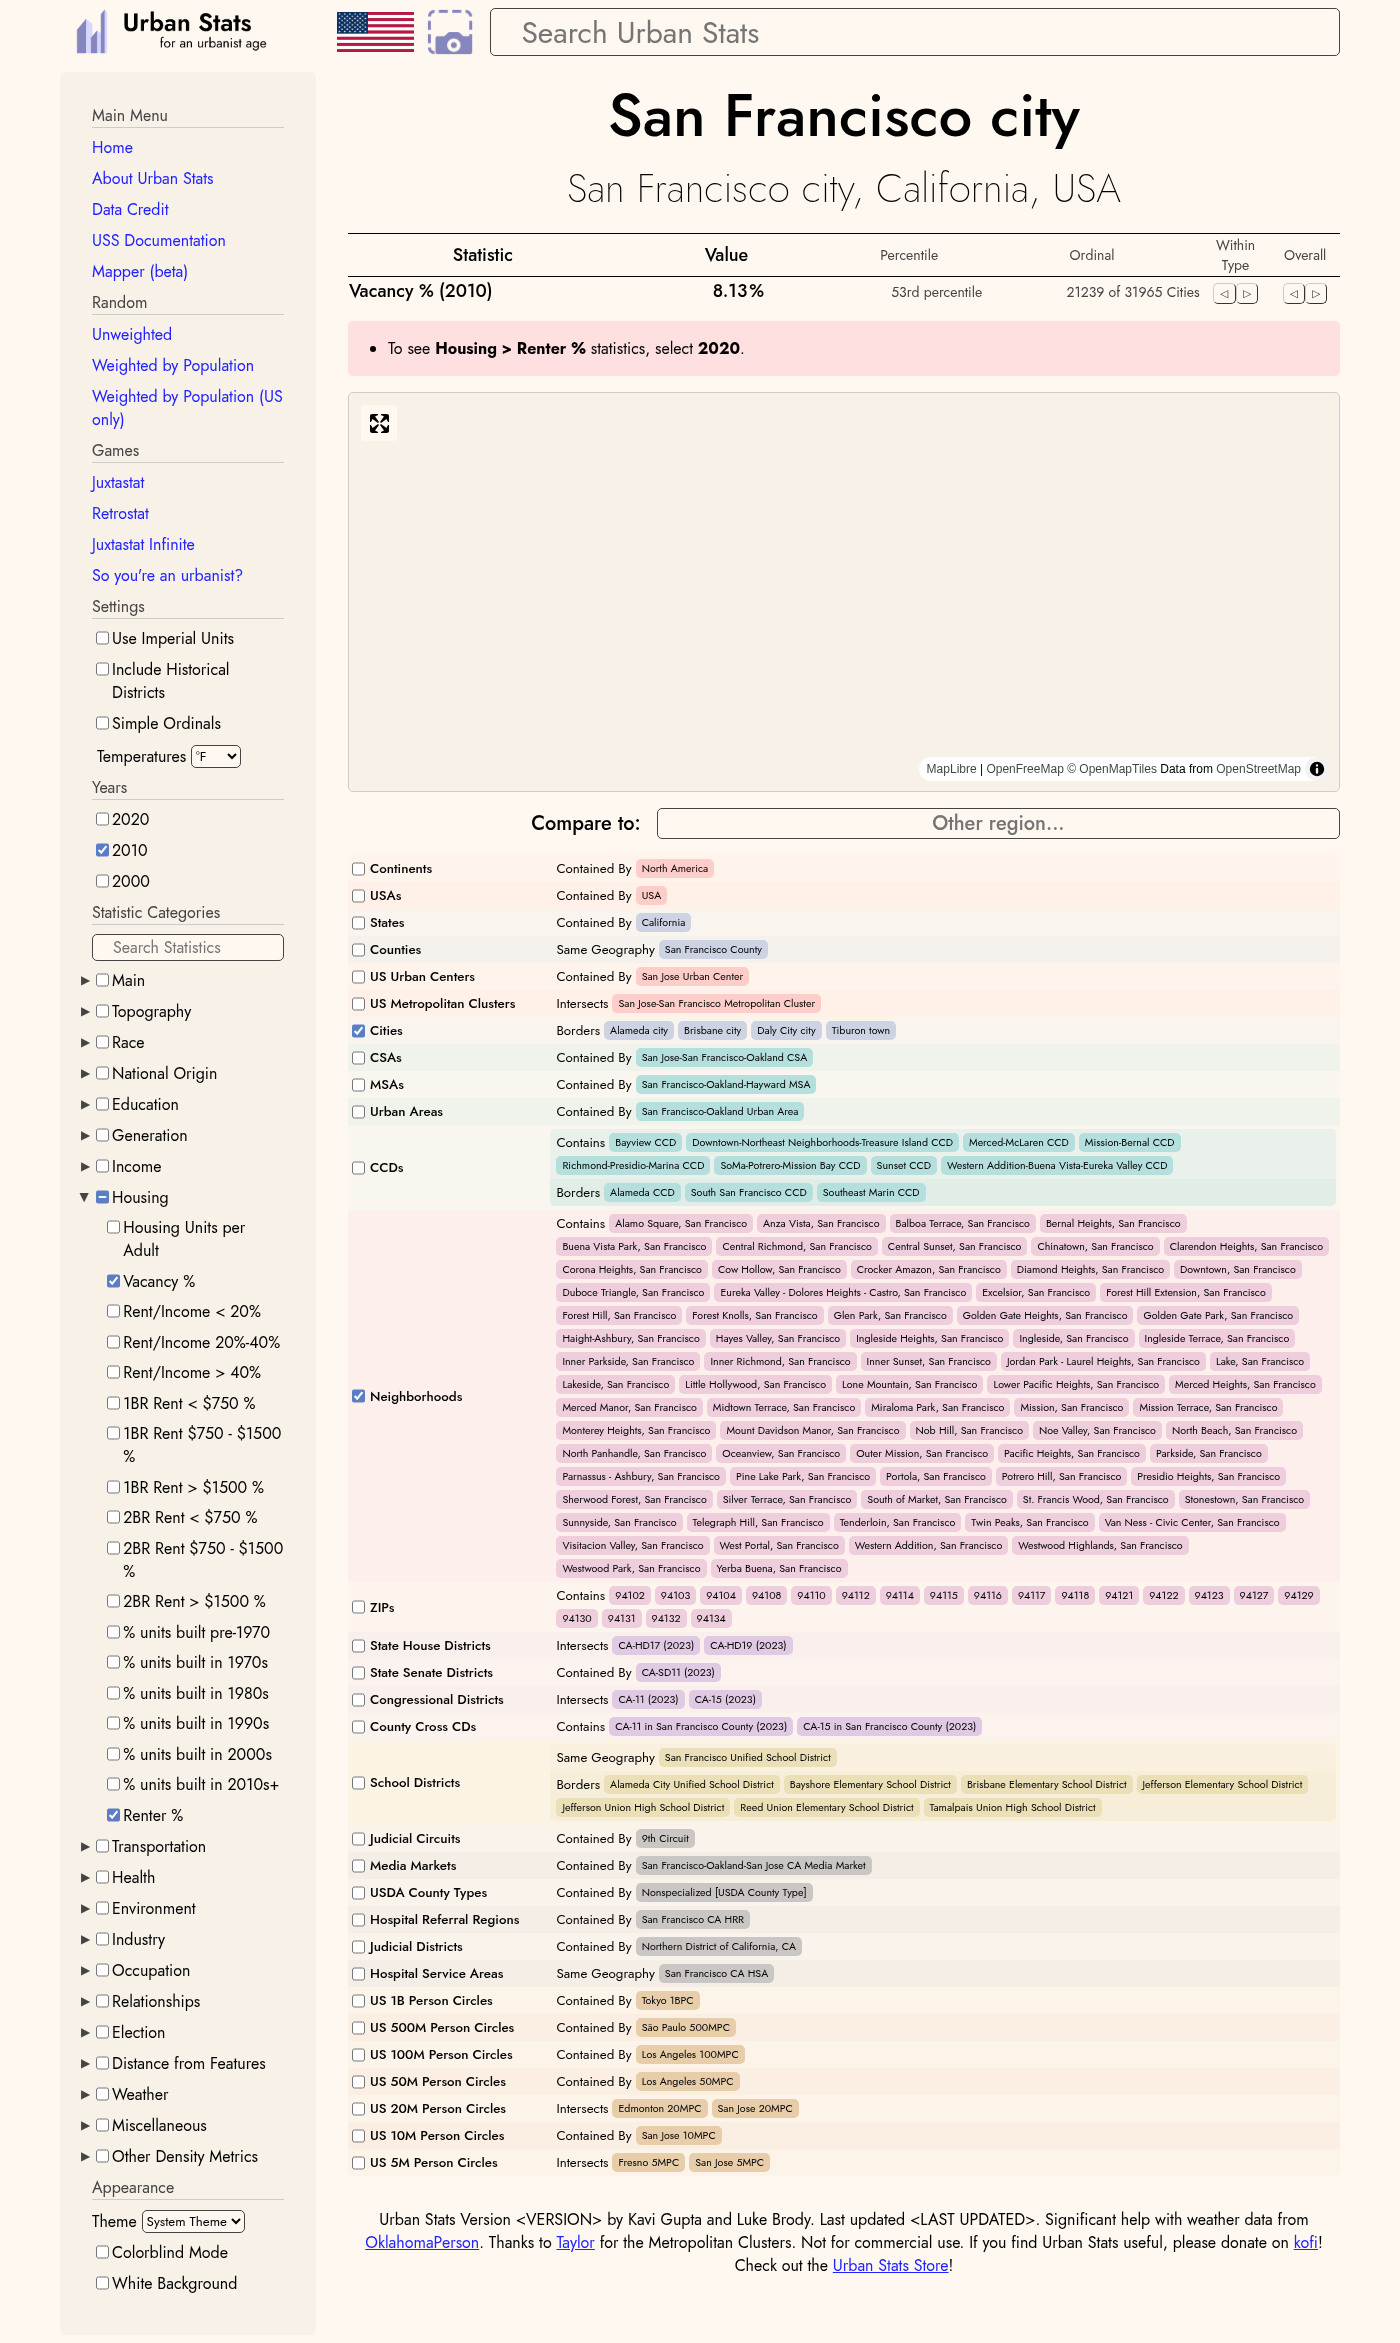 Urban Stats
for an urbanist age
Search Urban Stats
Main Menu
Home
About Urban Stats
Data Credit
USS Documentation
Mapper (beta)
Random
Unweighted
Weighted by Population
Weighted by Population (US
only)
Games
Juxtastat
Retrostat
Juxtastat Infinite
So you're an urbanist?
Settings
Use Imperial Units
Include Historical
Districts
Simple Ordinals
Temperatures °F
Years
2020
2010
2000
Statistic Categories
Search Statistics
Main
Topography
Race
National Origin
Education
Generation
Income
Housing
Housing Units per
Adult
Vacancy %
Rent/Income < 20%
Rent/Income 20%-40%
Rent/Income > 40%
1BR Rent < $750 %
1BR Rent $750 - $1500
%
1BR Rent > $1500 %
2BR Rent < $750 %
2BR Rent $750 - $1500
%
2BR Rent > $1500 %
% units built pre-1970
% units built in 1970s
% units built in 1980s
% units built in 1990s
% units built in 2000s
% units built in 2010s+
Renter %
Transportation
Health
Environment
Industry
Occupation
Relationships
Election
Distance from Features
Weather
Miscellaneous
Other Density Metrics
Appearance
Theme System Theme
Colorblind Mode
White Background
San Francisco city
San Francisco city, California, USA
Statistic Value Percentile Ordinal Within Type Overall
Vacancy % (2010) 8.13% 53rd percentile 21239 of 31965 Cities
To see Housing > Renter % statistics, select 2020.
MapLibre | OpenFreeMap © OpenMapTiles Data from OpenStreetMap
Compare to: Other region...
Continents Contained By North America
USAs Contained By USA
States Contained By California
Counties Same Geography San Francisco County
US Urban Centers Contained By San Jose Urban Center
US Metropolitan Clusters Intersects San Jose-San Francisco Metropolitan Cluster
Cities Borders Alameda city Brisbane city Daly City city Tiburon town
CSAs Contained By San Jose-San Francisco-Oakland CSA
MSAs Contained By San Francisco-Oakland-Hayward MSA
Urban Areas Contained By San Francisco-Oakland Urban Area
CCDs
Contains Bayview CCD Downtown-Northeast Neighborhoods-Treasure Island CCD Merced-McLaren CCD Mission-Bernal CCD
Richmond-Presidio-Marina CCD SoMa-Potrero-Mission Bay CCD Sunset CCD Western Addition-Buena Vista-Eureka Valley CCD
Borders Alameda CCD South San Francisco CCD Southeast Marin CCD
Neighborhoods
Contains Alamo Square, San Francisco Anza Vista, San Francisco Balboa Terrace, San Francisco Bernal Heights, San Francisco
Buena Vista Park, San Francisco Central Richmond, San Francisco Central Sunset, San Francisco Chinatown, San Francisco Clarendon Heights, San Francisco
Corona Heights, San Francisco Cow Hollow, San Francisco Crocker Amazon, San Francisco Diamond Heights, San Francisco Downtown, San Francisco
Duboce Triangle, San Francisco Eureka Valley - Dolores Heights - Castro, San Francisco Excelsior, San Francisco Forest Hill Extension, San Francisco
Forest Hill, San Francisco Forest Knolls, San Francisco Glen Park, San Francisco Golden Gate Heights, San Francisco Golden Gate Park, San Francisco
Haight-Ashbury, San Francisco Hayes Valley, San Francisco Ingleside Heights, San Francisco Ingleside, San Francisco Ingleside Terrace, San Francisco
Inner Parkside, San Francisco Inner Richmond, San Francisco Inner Sunset, San Francisco Jordan Park - Laurel Heights, San Francisco Lake, San Francisco
Lakeside, San Francisco Little Hollywood, San Francisco Lone Mountain, San Francisco Lower Pacific Heights, San Francisco Merced Heights, San Francisco
Merced Manor, San Francisco Midtown Terrace, San Francisco Miraloma Park, San Francisco Mission, San Francisco Mission Terrace, San Francisco
Monterey Heights, San Francisco Mount Davidson Manor, San Francisco Nob Hill, San Francisco Noe Valley, San Francisco North Beach, San Francisco
North Panhandle, San Francisco Oceanview, San Francisco Outer Mission, San Francisco Pacific Heights, San Francisco Parkside, San Francisco
Parnassus - Ashbury, San Francisco Pine Lake Park, San Francisco Portola, San Francisco Potrero Hill, San Francisco Presidio Heights, San Francisco
Sherwood Forest, San Francisco Silver Terrace, San Francisco South of Market, San Francisco St. Francis Wood, San Francisco Stonestown, San Francisco
Sunnyside, San Francisco Telegraph Hill, San Francisco Tenderloin, San Francisco Twin Peaks, San Francisco Van Ness - Civic Center, San Francisco
Visitacion Valley, San Francisco West Portal, San Francisco Western Addition, San Francisco Westwood Highlands, San Francisco
Westwood Park, San Francisco Yerba Buena, San Francisco
ZIPs
Contains 94102 94103 94104 94108 94110 94112 94114 94115 94116 94117 94118 94121 94122 94123 94127 94129
94130 94131 94132 94134
State House Districts Intersects CA-HD17 (2023) CA-HD19 (2023)
State Senate Districts Contained By CA-SD11 (2023)
Congressional Districts Intersects CA-11 (2023) CA-15 (2023)
County Cross CDs Contains CA-11 in San Francisco County (2023) CA-15 in San Francisco County (2023)
School Districts
Same Geography San Francisco Unified School District
Borders Alameda City Unified School District Bayshore Elementary School District Brisbane Elementary School District Jefferson Elementary School District
Jefferson Union High School District Reed Union Elementary School District Tamalpais Union High School District
Judicial Circuits Contained By 9th Circuit
Media Markets Contained By San Francisco-Oakland-San Jose CA Media Market
USDA County Types Contained By Nonspecialized [USDA County Type]
Hospital Referral Regions Contained By San Francisco CA HRR
Judicial Districts Contained By Northern District of California, CA
Hospital Service Areas Same Geography San Francisco CA HSA
US 1B Person Circles Contained By Tokyo 1BPC
US 500M Person Circles Contained By São Paulo 500MPC
US 100M Person Circles Contained By Los Angeles 100MPC
US 50M Person Circles Contained By Los Angeles 50MPC
US 20M Person Circles Intersects Edmonton 20MPC San Jose 20MPC
US 10M Person Circles Contained By San Jose 10MPC
US 5M Person Circles Intersects Fresno 5MPC San Jose 5MPC
Urban Stats Version <VERSION> by Kavi Gupta and Luke Brody. Last updated <LAST UPDATED>. Significant help with weather data from
OklahomaPerson. Thanks to Taylor for the Metropolitan Clusters. Not for commercial use. If you find Urban Stats useful, please donate on kofi!
Check out the Urban Stats Store!